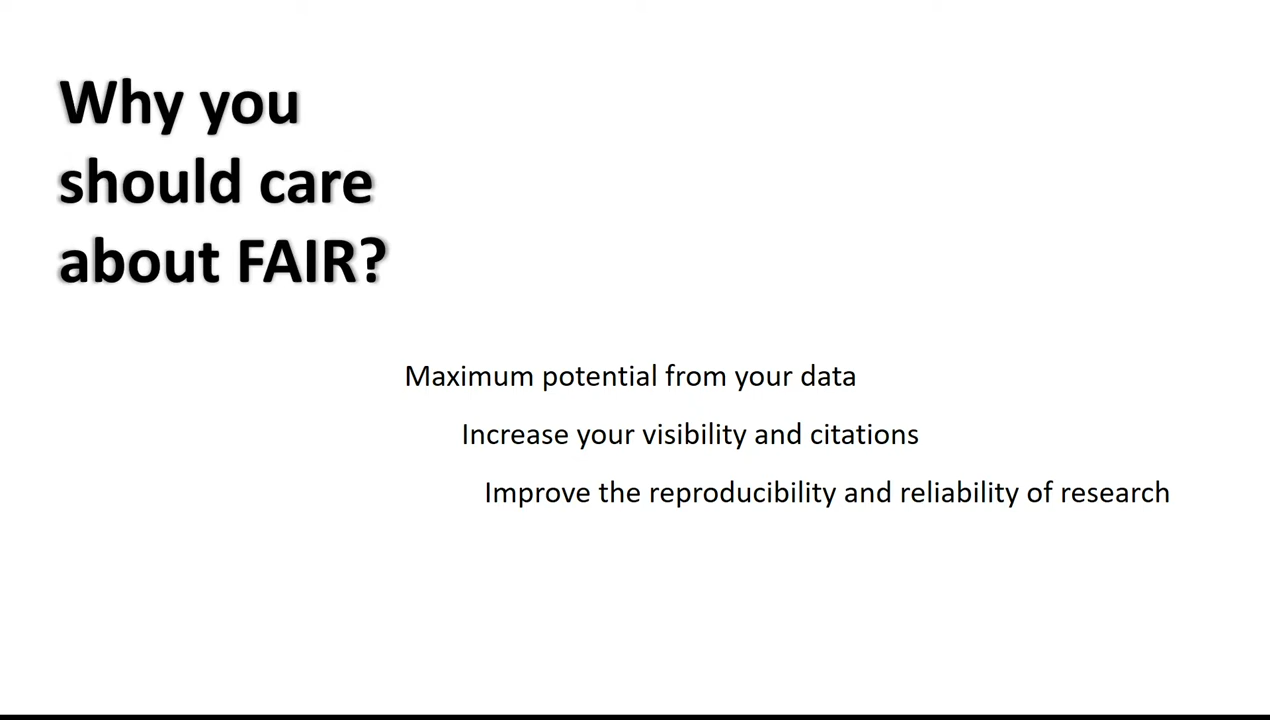 Why you
should care
about FAIR?
Maximum potential from your data
Increase your visibility and citations
Improve the reproducibility and reliability of research